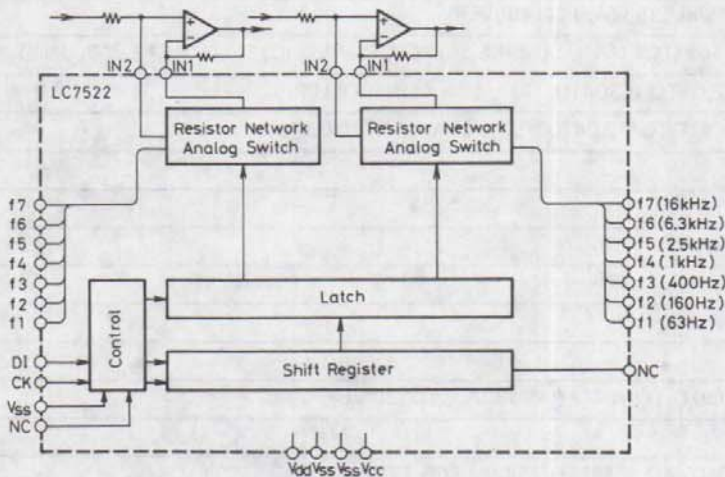 +
−
+
−
IN2 IN1
IN2 IN1
LC7522
Resistor Network
Analog Switch
Resistor Network
Analog Switch
f7
f6
f5
f4
f3
f2
f1
f7 (16kHz)
f6 (6.3kHz)
f5 (2.5kHz)
f4 (1kHz)
f3 (400Hz)
f2 (160Hz)
f1 (63Hz)
Latch
Control
DI
CK
Vss
NC
Shift Register
NC
Vdd Vss Vss Vcc